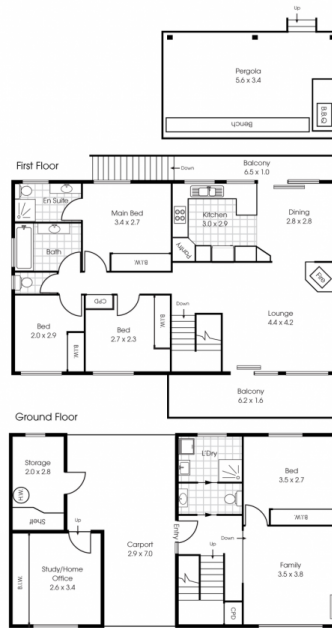 Up
Pergola
5.6 x 3.4
B.B.Q
Bench
First Floor
Down
Balcony
6.5 x 1.0
En Suite
Main Bed
3.4 x 2.7
Kitchen
3.0 x 2.9
Dining
2.8 x 2.8
Bath
Pantry
B.I.W.
Fire
CPD
Down
Bed
2.0 x 2.9
B.I.W.
Bed
2.7 x 2.3
B.I.W.
Lounge
4.4 x 4.2
Balcony
6.2 x 1.6
Ground Floor
Storage
2.0 x 2.8
W.H.
Shelf
Up
L'Dry
Bed
3.5 x 2.7
B.I.W.
Entry
Up
Down
Carport
2.9 x 7.0
Study/Home
Office
2.6 x 3.4
Family
3.5 x 3.8
CPD